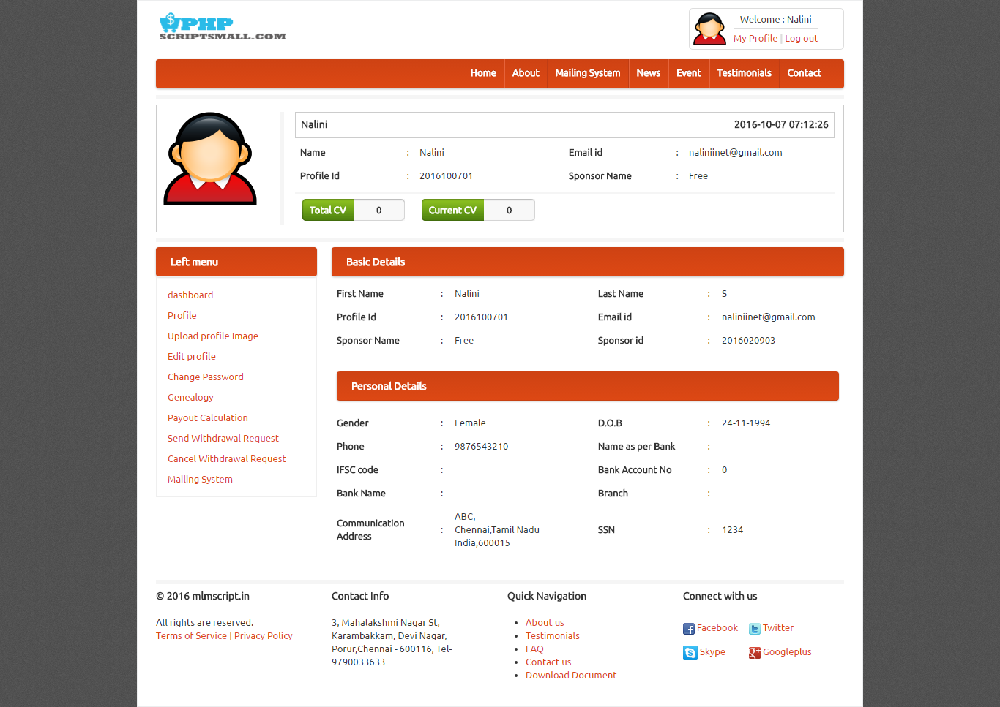 PHP
SCRIPTSMALL.COM
Welcome : Nalini
My Profile | Log out
Home About Mailing System News Event Testimonials Contact
Nalini 2016-10-07 07:12:26
Name : Nalini Email id : naliniinet@gmail.com
Profile Id : 2016100701 Sponsor Name : Free
Total CV 0 Current CV 0
Left menu
dashboard
Profile
Upload profile Image
Edit profile
Change Password
Genealogy
Payout Calculation
Send Withdrawal Request
Cancel Withdrawal Request
Mailing System
Basic Details
First Name : Nalini Last Name : S
Profile Id : 2016100701 Email id : naliniinet@gmail.com
Sponsor Name : Free Sponsor id : 2016020903
Personal Details
Gender : Female D.O.B : 24-11-1994
Phone : 9876543210 Name as per Bank :
IFSC code : Bank Account No : 0
Bank Name : Branch :
Communication
Address :
ABC,
Chennai,Tamil Nadu
India,600015
SSN : 1234
© 2016 mlmscript.in
All rights are reserved.
Terms of Service | Privacy Policy
Contact Info
3, Mahalakshmi Nagar St,
Karambakkam, Devi Nagar,
Porur,Chennai - 600116, Tel-
9790033633
Quick Navigation
• About us
• Testimonials
• FAQ
• Contact us
• Download Document
Connect with us
Facebook Twitter
Skype Googleplus